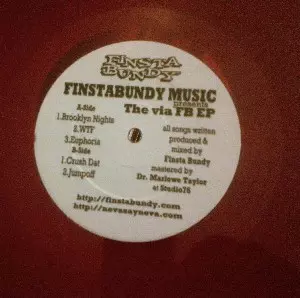 FINSTA
BUNDY
FINSTABUNDY MUSIC
presents
The via FB EP
A-Side
1.Brooklyn Nights
2.WTF
3.Euphoria
B-Side
1.Crush Dat
2.Jumpoff
all songs written
produced &
mixed by
Finsta Bundy
mastered by
Dr. Marlowe Taylor
at Studio76
http://finstabundy.com
http://nevasayneva.com